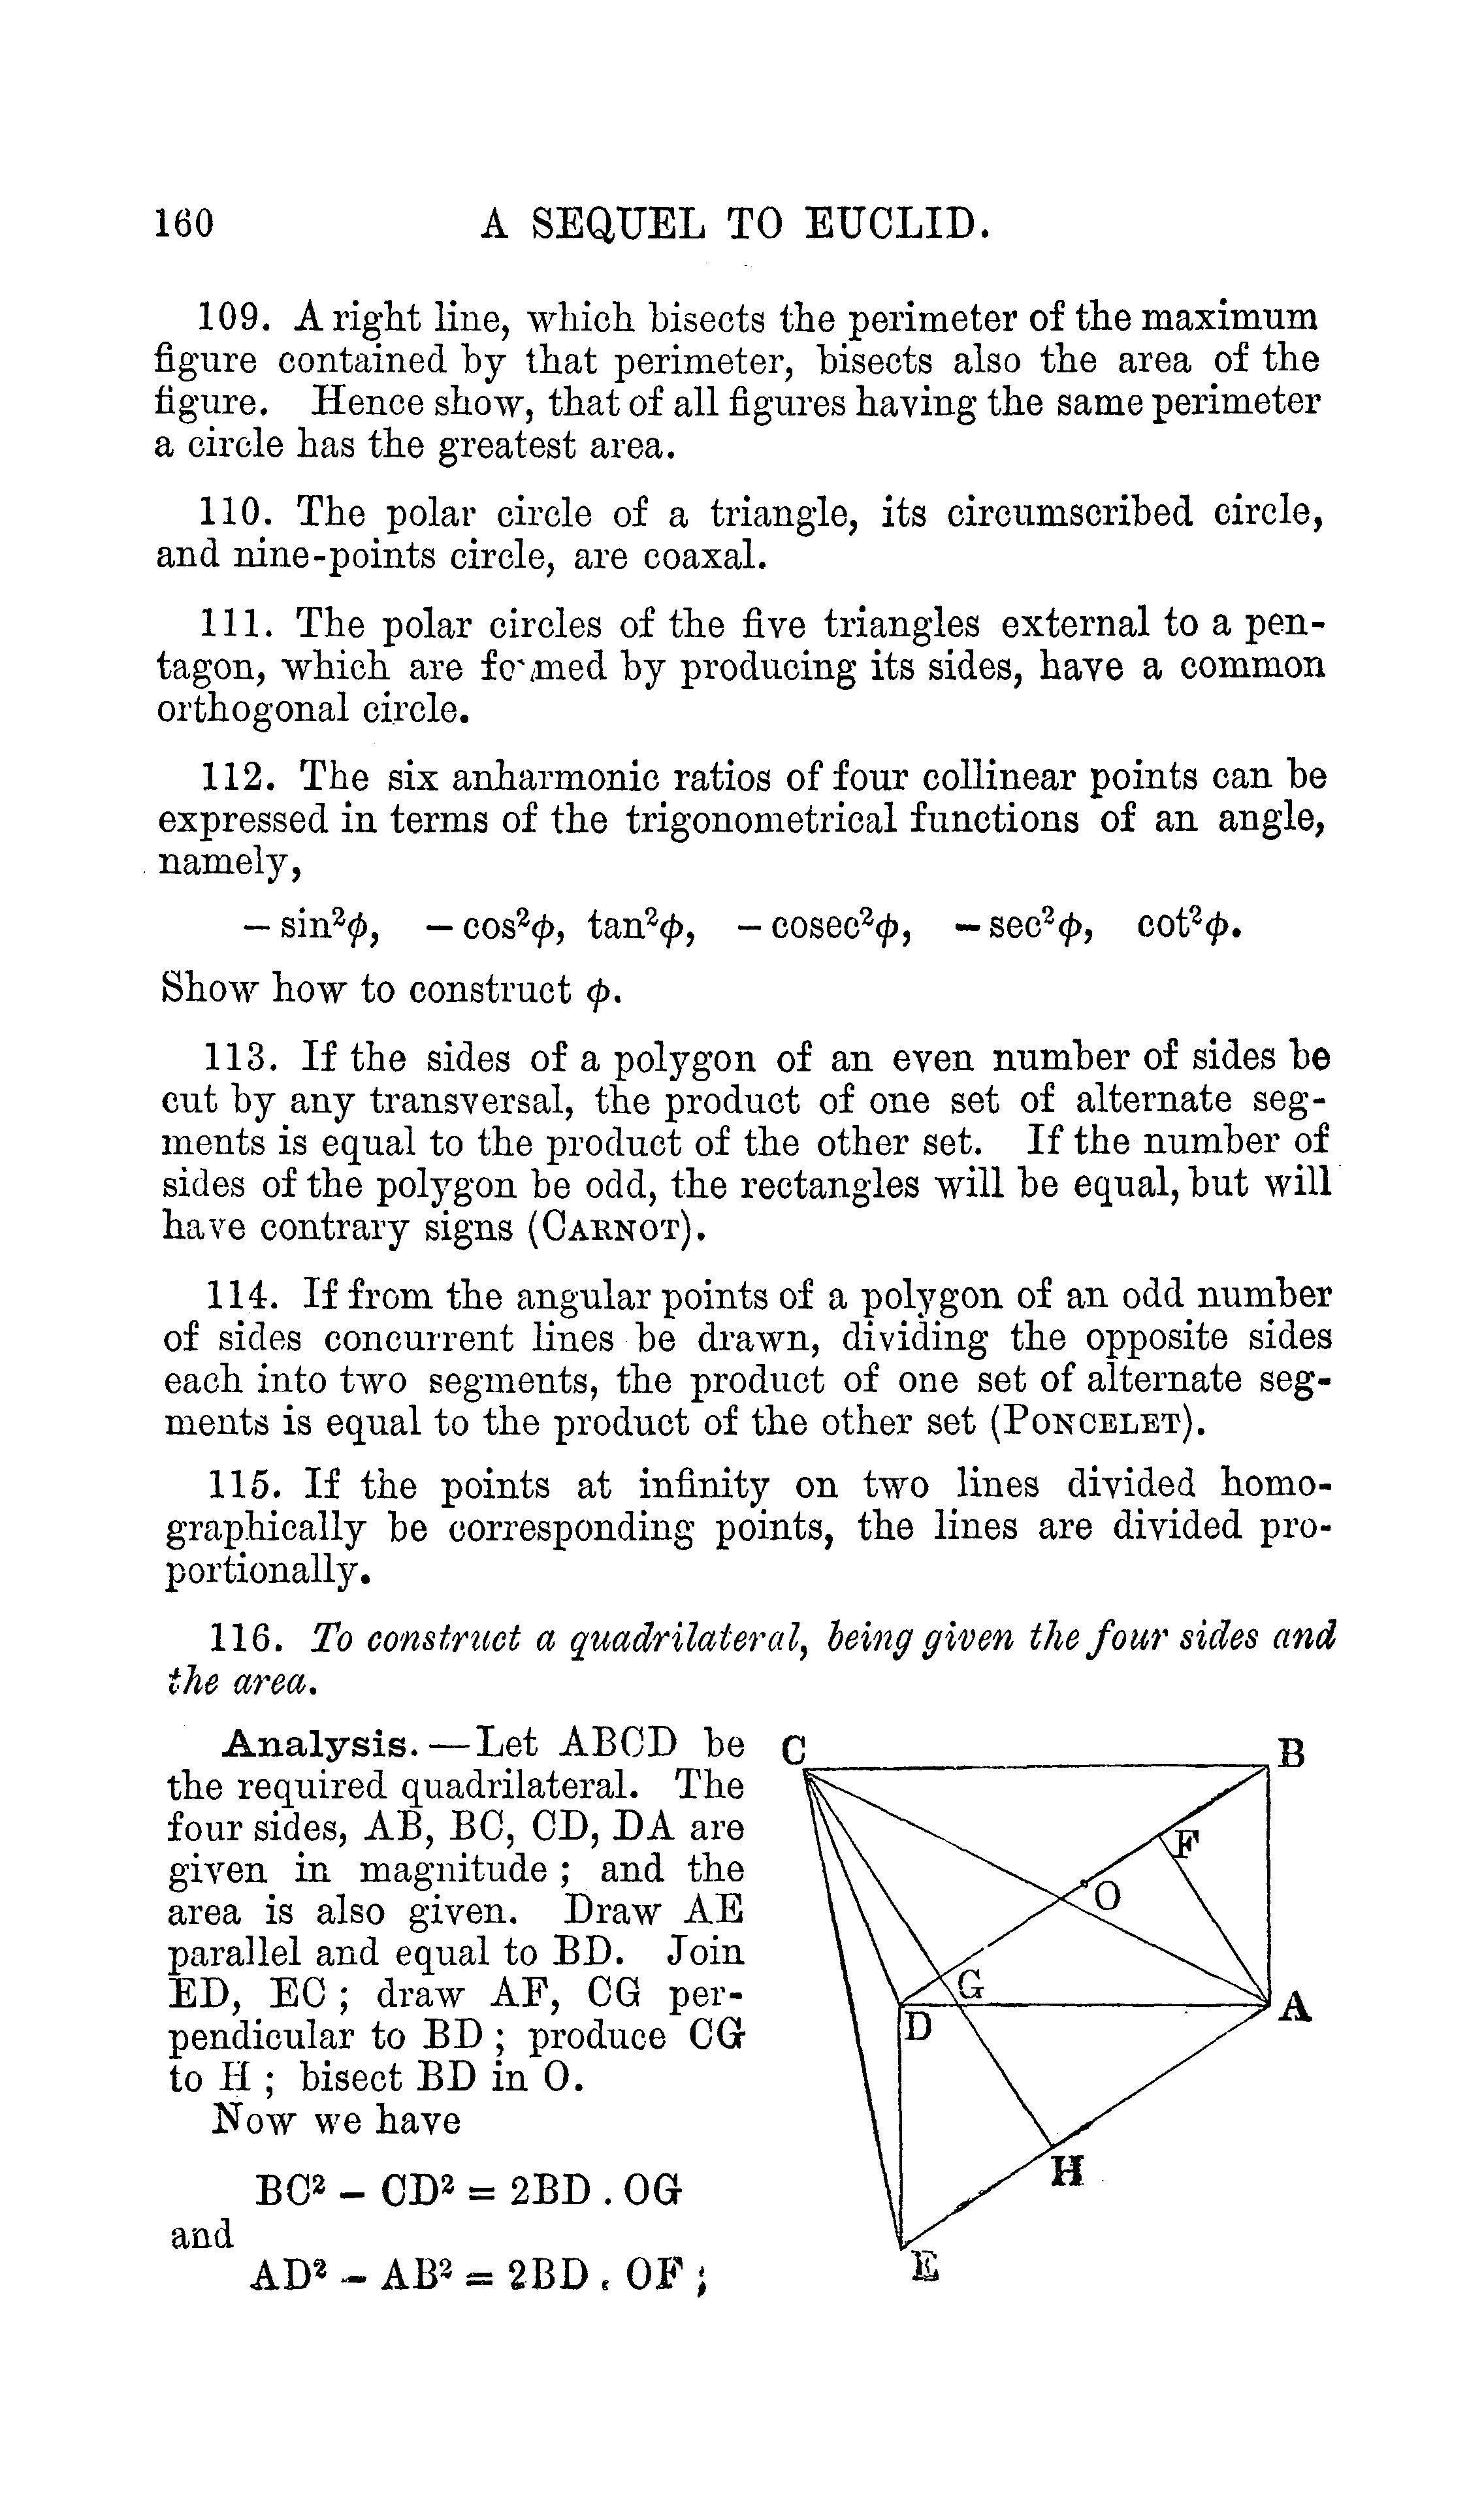 160 A SEQUEL TO EUCLID.
109. A right line, which bisects the perimeter of the maximum
figure contained by that perimeter, bisects also the area of the
figure. Hence show, that of all figures having the same perimeter
a circle has the greatest area.
110. The polar circle of a triangle, its circumscribed circle,
and nine-points circle, are coaxal.
111. The polar circles of the five triangles external to a pen-
tagon, which are formed by producing its sides, have a common
orthogonal circle.
112. The six anharmonic ratios of four collinear points can be
expressed in terms of the trigonometrical functions of an angle,
namely,
– sin²φ, – cos²φ, tan²φ, – cosec²φ, – sec²φ, cot²φ.
Show how to construct φ.
113. If the sides of a polygon of an even number of sides be
cut by any transversal, the product of one set of alternate seg-
ments is equal to the product of the other set. If the number of
sides of the polygon be odd, the rectangles will be equal, but will
have contrary signs (CARNOT).
114. If from the angular points of a polygon of an odd number
of sides concurrent lines be drawn, dividing the opposite sides
each into two segments, the product of one set of alternate seg-
ments is equal to the product of the other set (PONCELET).
115. If the points at infinity on two lines divided homo-
graphically be corresponding points, the lines are divided pro-
portionally.
116. To construct a quadrilateral, being given the four sides and
the area.
Analysis.—Let ABCD be
the required quadrilateral. The
four sides, AB, BC, CD, DA are
given in magnitude; and the
area is also given. Draw AE
parallel and equal to BD. Join
ED, EC; draw AF, CG per-
pendicular to BD; produce CG
to H; bisect BD in O.
Now we have
BC² – CD² = 2BD . OG
and
AD² – AB² = 2BD . OF;
C
B
F
O
G
D
A
H
E